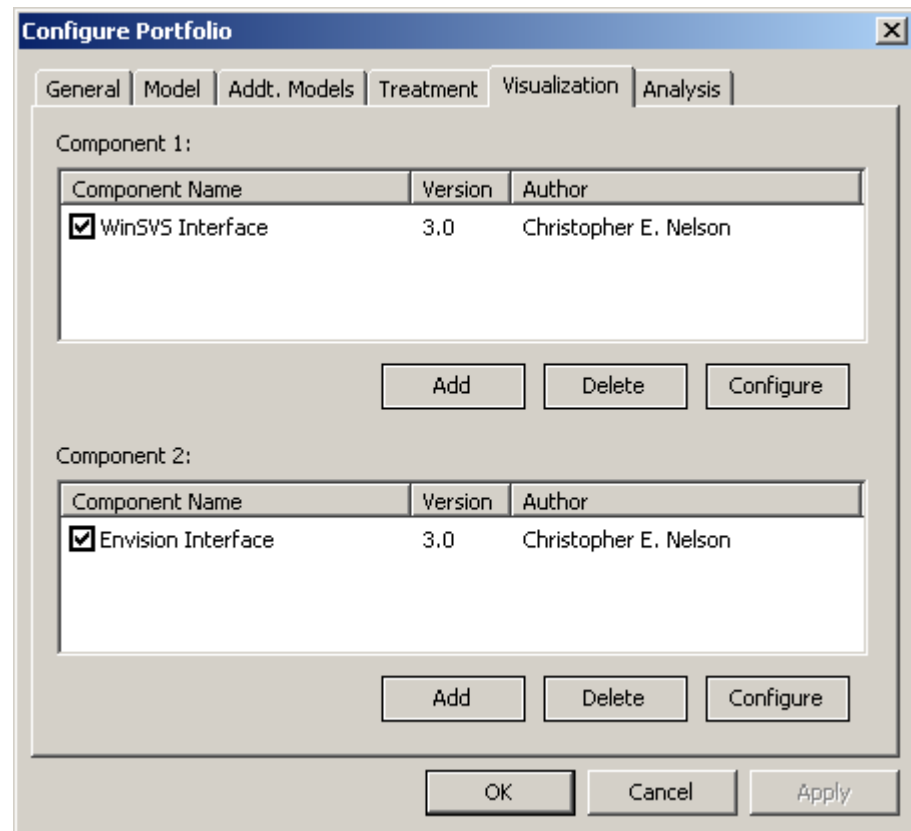 Configure Portfolio
General Model Addt. Models Treatment Visualization Analysis
Component 1:
Component Name Version Author
WinSVS Interface 3.0 Christopher E. Nelson
Add Delete Configure
Component 2:
Component Name Version Author
Envision Interface 3.0 Christopher E. Nelson
Add Delete Configure
OK Cancel Apply